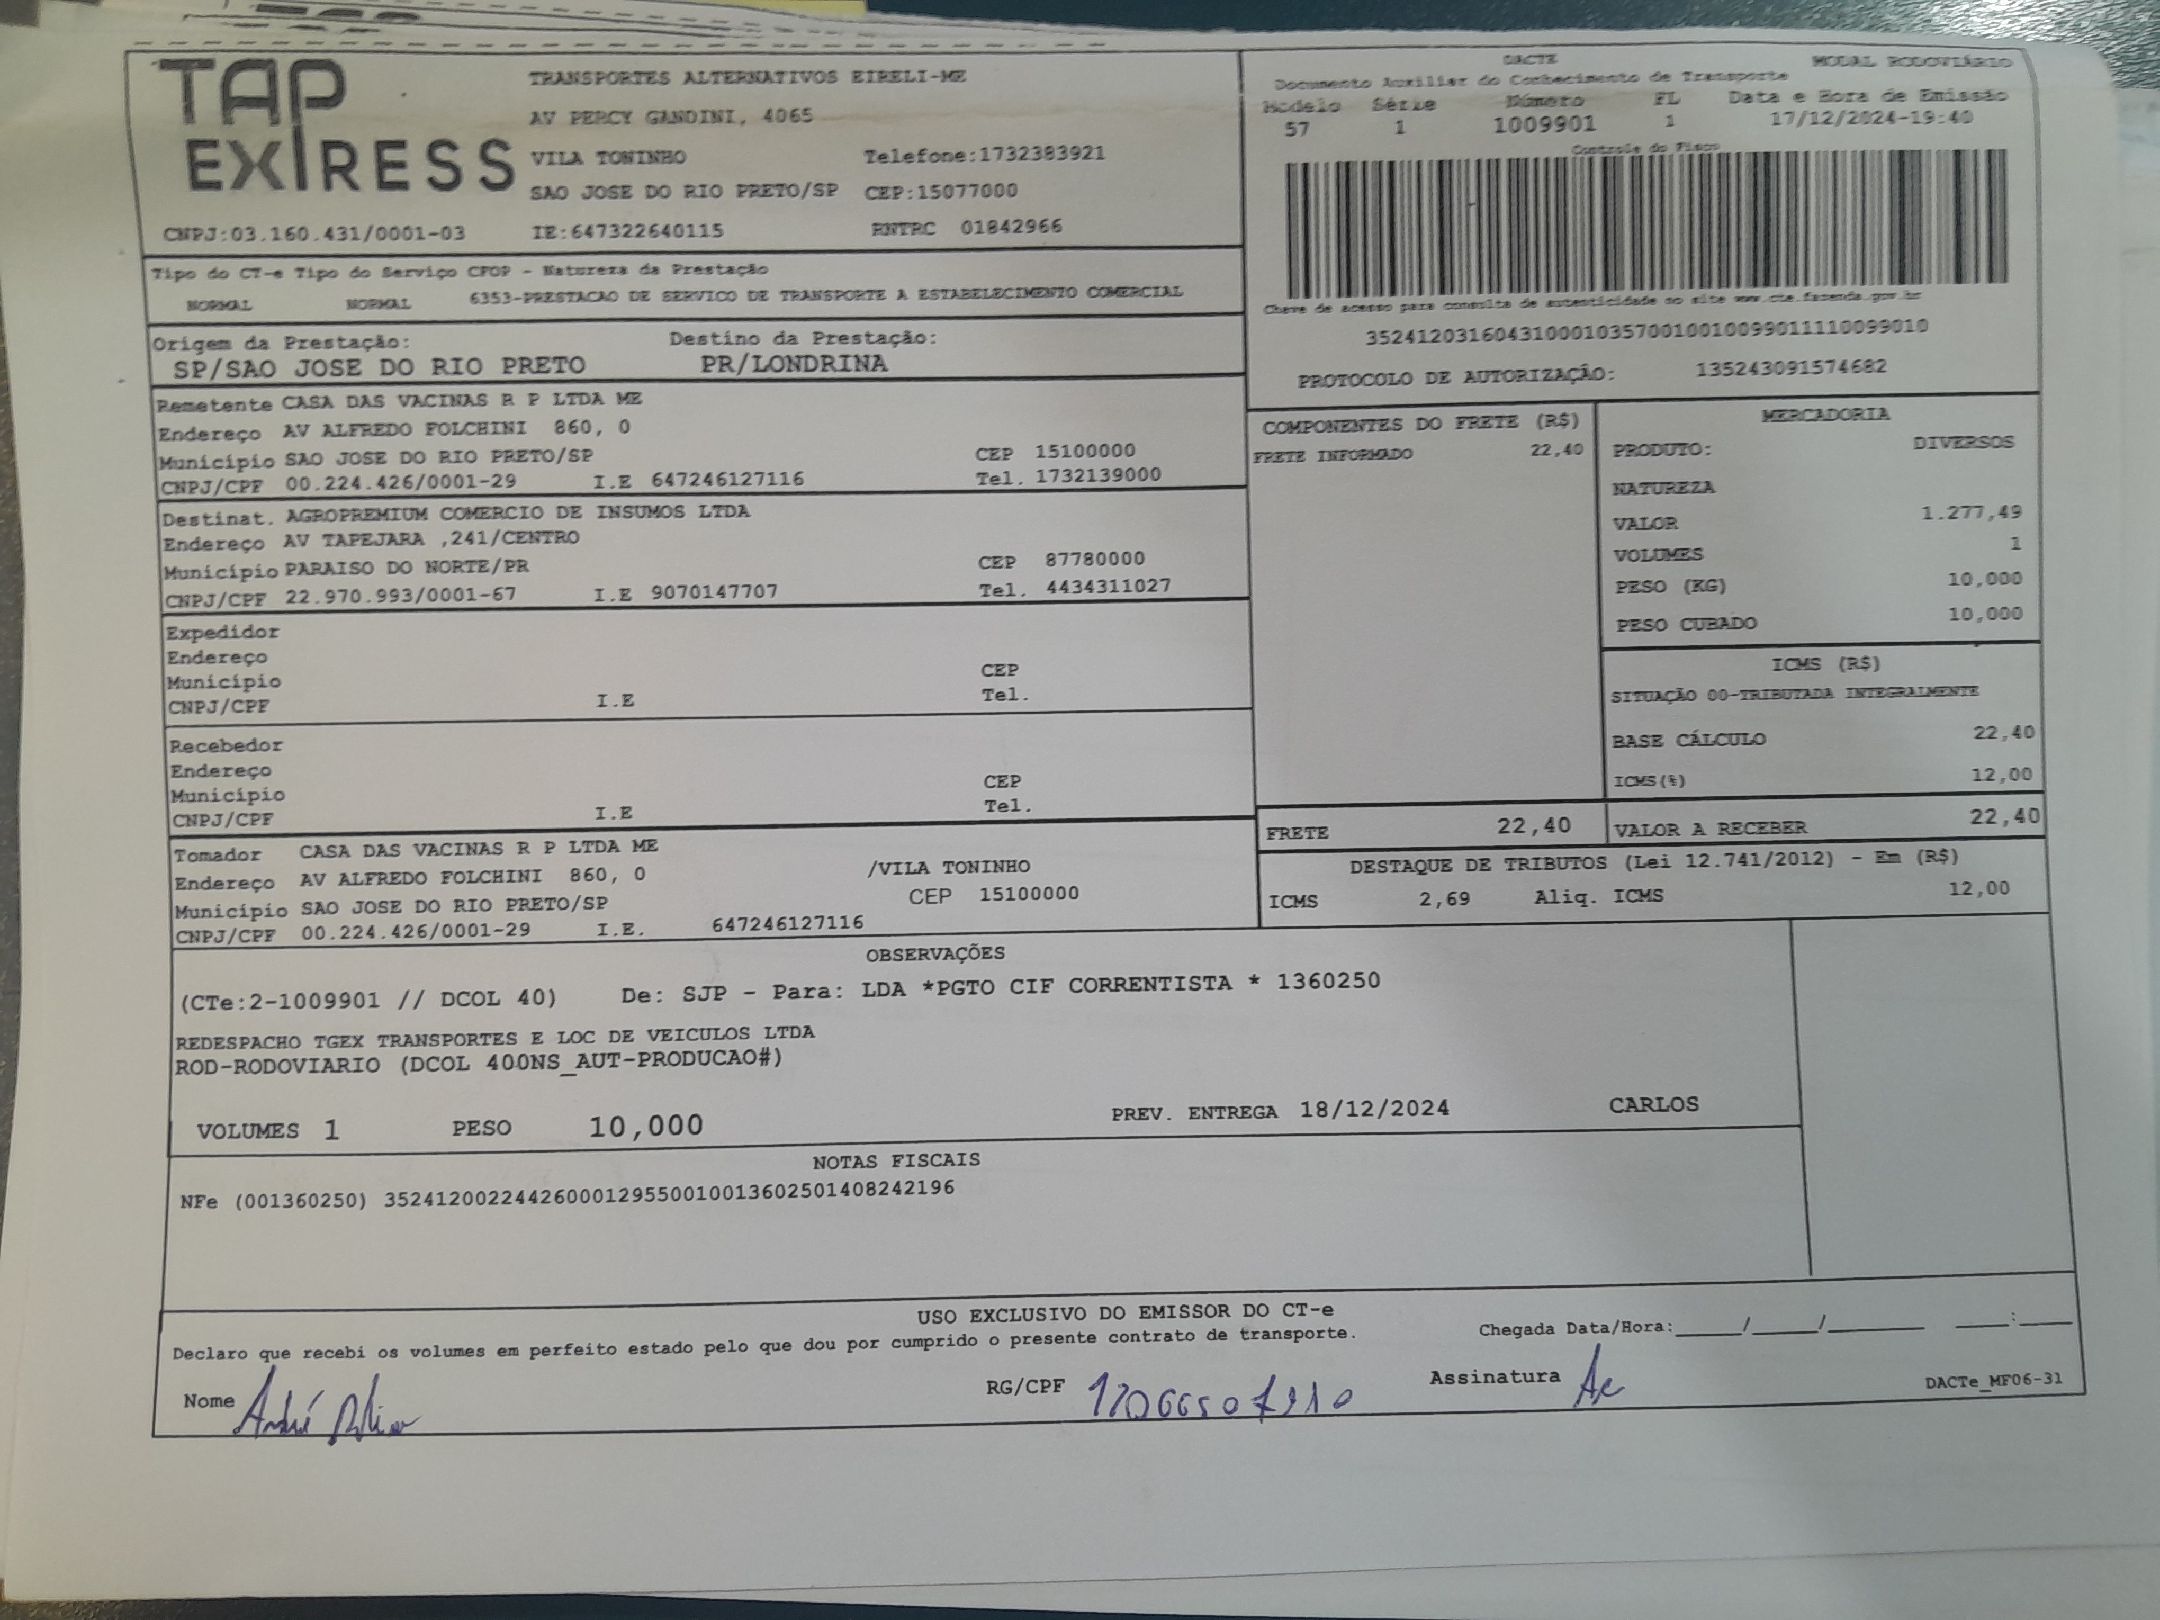 TAP EXPRESS
TRANSPORTES ALTERNATIVOS EIRELI-ME
AV PERCY GANDINI, 4065
VILA TONINHO Telefone:1732383921
SAO JOSE DO RIO PRETO/SP CEP:15077000
CNPJ:03.160.431/0001-03 IE:647322640115 RNTRC 01842966
DACTE MODAL RODOVIÁRIO
Documento Auxiliar do Conhecimento de Transporte
Modelo Série Número FL Data e Hora de Emissão
57 1 1009901 1 17/12/2024-19:40
Controle do Fisco
Chave de acesso para consulta de autenticidade no site www.cte.fazenda.gov.br
35241203160431000103570010010099011110099010
PROTOCOLO DE AUTORIZAÇÃO: 135243091574682
Tipo do CT-e Tipo do Serviço CFOP - Natureza da Prestação
NORMAL NORMAL 6353-PRESTACAO DE SERVICO DE TRANSPORTE A ESTABELECIMENTO COMERCIAL
Origem da Prestação: Destino da Prestação:
SP/SAO JOSE DO RIO PRETO PR/LONDRINA
Remetente CASA DAS VACINAS R P LTDA ME
Endereço AV ALFREDO FOLCHINI 860, 0
Município SAO JOSE DO RIO PRETO/SP CEP 15100000
CNPJ/CPF 00.224.426/0001-29 I.E 647246127116 Tel. 1732139000
Destinat. AGROPREMIUM COMERCIO DE INSUMOS LTDA
Endereço AV TAPEJARA ,241/CENTRO
Município PARAISO DO NORTE/PR CEP 87780000
CNPJ/CPF 22.970.993/0001-67 I.E 9070147707 Tel. 4434311027
Expedidor
Endereço
Município CEP
CNPJ/CPF I.E Tel.
Recebedor
Endereço
Município CEP
CNPJ/CPF I.E Tel.
Tomador CASA DAS VACINAS R P LTDA ME
Endereço AV ALFREDO FOLCHINI 860, 0 /VILA TONINHO
Município SAO JOSE DO RIO PRETO/SP CEP 15100000
CNPJ/CPF 00.224.426/0001-29 I.E. 647246127116
COMPONENTES DO FRETE (R$)
FRETE INFORMADO 22,40
MERCADORIA
PRODUTO: DIVERSOS
NATUREZA
VALOR 1.277,49
VOLUMES 1
PESO (KG) 10,000
PESO CUBADO 10,000
ICMS (R$)
SITUAÇÃO 00-TRIBUTADA INTEGRALMENTE
BASE CÁLCULO 22,40
ICMS(%) 12,00
FRETE 22,40 VALOR A RECEBER 22,40
DESTAQUE DE TRIBUTOS (Lei 12.741/2012) - Em (R$)
ICMS 2,69 Aliq. ICMS 12,00
OBSERVAÇÕES
(CTe:2-1009901 // DCOL 40) De: SJP - Para: LDA *PGTO CIF CORRENTISTA * 1360250
REDESPACHO TGEX TRANSPORTES E LOC DE VEICULOS LTDA
ROD-RODOVIARIO (DCOL 400NS_AUT-PRODUCAO#)
VOLUMES 1 PESO 10,000 PREV. ENTREGA 18/12/2024 CARLOS
NOTAS FISCAIS
NFe (001360250) 35241200224426000129550010013602501408242196
USO EXCLUSIVO DO EMISSOR DO CT-e
Declaro que recebi os volumes em perfeito estado pelo que dou por cumprido o presente contrato de transporte. Chegada Data/Hora:_____/_____/_______ ____:____
Nome André RG/CPF Assinatura DACTe_MF06-31